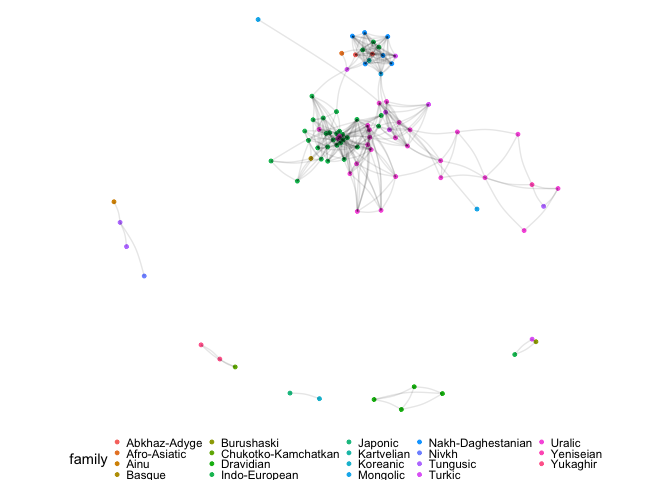 Abkhaz-Adyge Burushaski Japonic Nakh-Daghestanian Uralic
Afro-Asiatic Chukotko-Kamchatkan Kartvelian Nivkh Yeniseian
family Ainu Dravidian Koreanic Tungusic Yukaghir
Basque Indo-European Mongolic Turkic